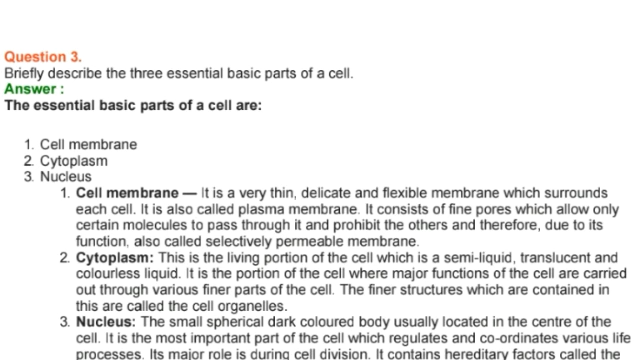 Question 3.
Briefly describe the three essential basic parts of a cell.
Answer :
The essential basic parts of a cell are:
1. Cell membrane
2. Cytoplasm
3. Nucleus
1. Cell membrane — It is a very thin, delicate and flexible membrane which surrounds
each cell. It is also called plasma membrane. It consists of fine pores which allow only
certain molecules to pass through it and prohibit the others and therefore, due to its
function, also called selectively permeable membrane.
2. Cytoplasm: This is the living portion of the cell which is a semi-liquid, translucent and
colourless liquid. It is the portion of the cell where major functions of the cell are carried
out through various finer parts of the cell. The finer structures which are contained in
this are called the cell organelles.
3. Nucleus: The small spherical dark coloured body usually located in the centre of the
cell. It is the most important part of the cell which regulates and co-ordinates various life
processes. Its major role is during cell division. It contains hereditary factors called the